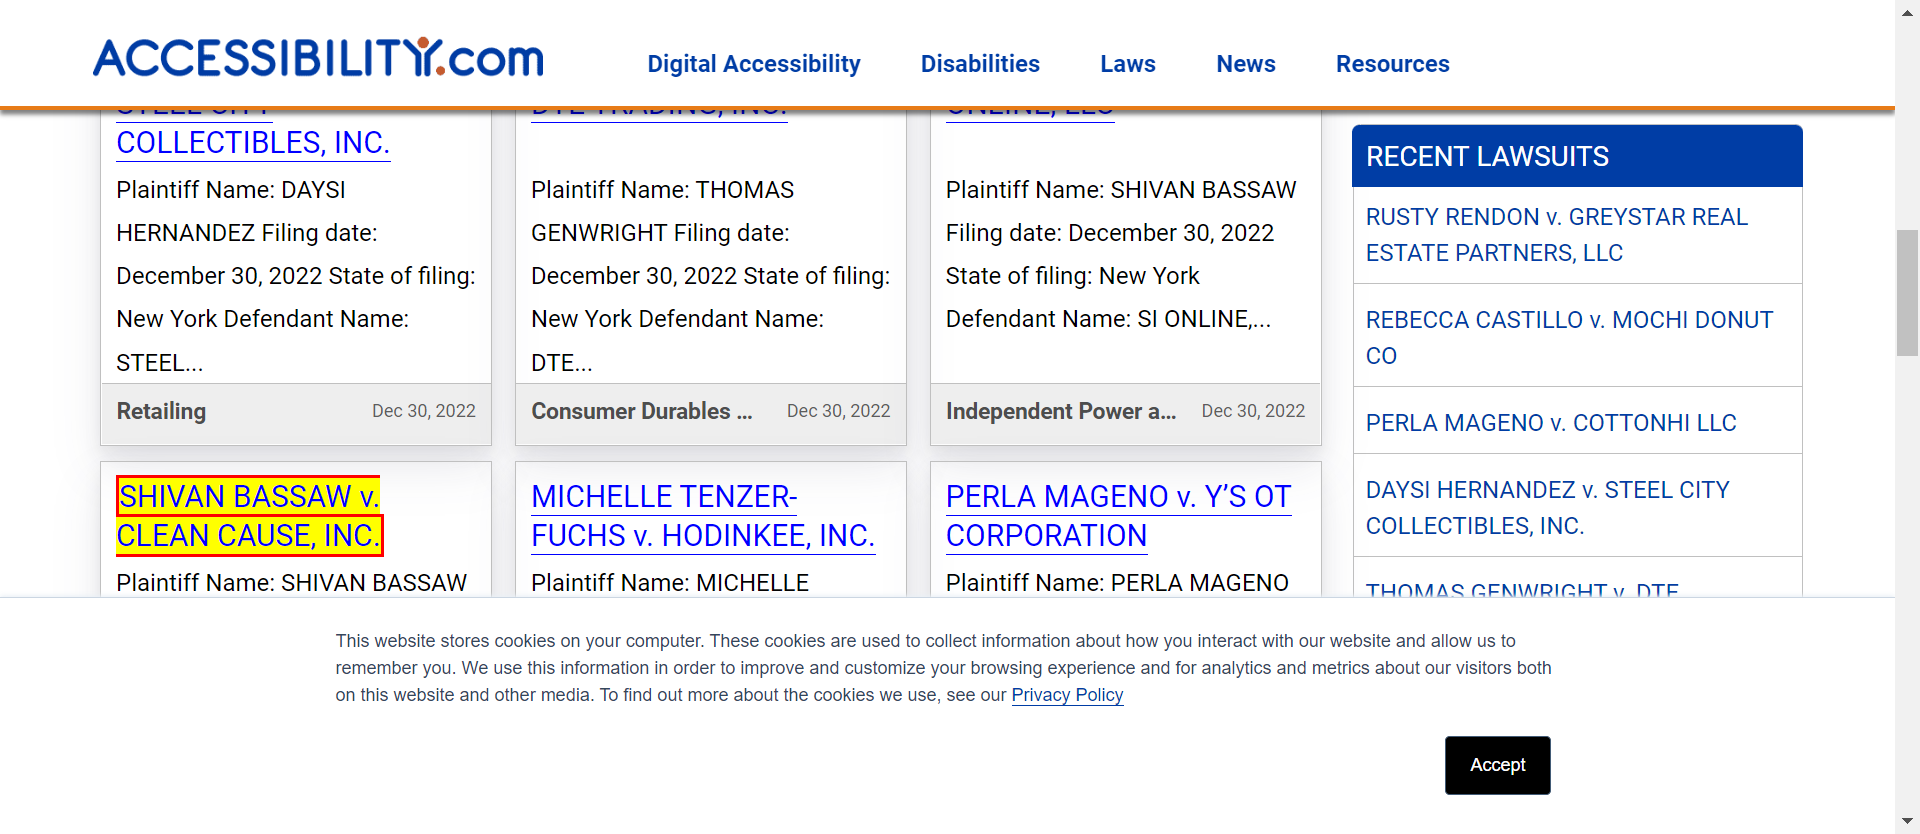 ACCESSIBILITY.com
Digital Accessibility
Disabilities
Laws
News
Resources
STEEL CITY
COLLECTIBLES, INC.
Plaintiff Name: DAYSI
HERNANDEZ Filing date:
December 30, 2022 State of filing:
New York Defendant Name:
STEEL...
Retailing
Dec 30, 2022
DTE TRADING, INC.
Plaintiff Name: THOMAS
GENWRIGHT Filing date:
December 30, 2022 State of filing:
New York Defendant Name:
DTE...
Consumer Durables ...
Dec 30, 2022
ONLINE, LLC
Plaintiff Name: SHIVAN BASSAW
Filing date: December 30, 2022
State of filing: New York
Defendant Name: SI ONLINE,...
Independent Power a...
Dec 30, 2022
SHIVAN BASSAW v.
CLEAN CAUSE, INC.
Plaintiff Name: SHIVAN BASSAW
MICHELLE TENZER-
FUCHS v. HODINKEE, INC.
Plaintiff Name: MICHELLE
PERLA MAGENO v. Y’S OT
CORPORATION
Plaintiff Name: PERLA MAGENO
RECENT LAWSUITS
RUSTY RENDON v. GREYSTAR REAL
ESTATE PARTNERS, LLC
REBECCA CASTILLO v. MOCHI DONUT
CO
PERLA MAGENO v. COTTONHI LLC
DAYSI HERNANDEZ v. STEEL CITY
COLLECTIBLES, INC.
THOMAS GENWRIGHT v. DTE
This website stores cookies on your computer. These cookies are used to collect information about how you interact with our website and allow us to
remember you. We use this information in order to improve and customize your browsing experience and for analytics and metrics about our visitors both
on this website and other media. To find out more about the cookies we use, see our Privacy Policy
Accept